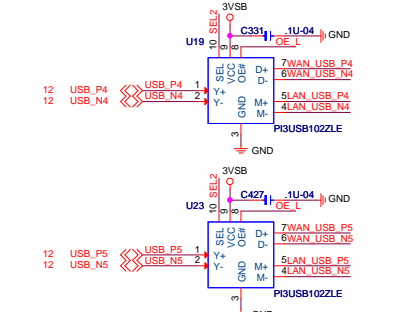 SEL2 3VSB
C331 .1U-04 GND
U19 10 9 8 OE_L
SEL VCC OE# D+ 7 WAN_USB_P4
D- 6 WAN_USB_N4
12 USB_P4 USB_P4 1 Y+
12 USB_N4 USB_N4 2 Y- M+ 5 LAN_USB_P4
GND M- 4 LAN_USB_N4
3 PI3USB102ZLE
GND
SEL2 3VSB
C427 .1U-04 GND
U23 10 9 8 OE_L
SEL VCC OE# D+ 7 WAN_USB_P5
D- 6 WAN_USB_N5
12 USB_P5 USB_P5 1 Y+
12 USB_N5 USB_N5 2 Y- M+ 5 LAN_USB_P5
GND M- 4 LAN_USB_N5
3 PI3USB102ZLE